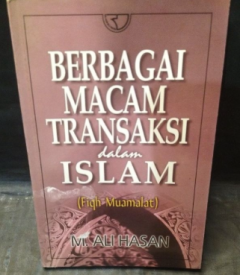 BERBAGAI
MACAM
TRANSAKSI
dalam
ISLAM
(Fiqh Muamalat)
M. ALI HASAN